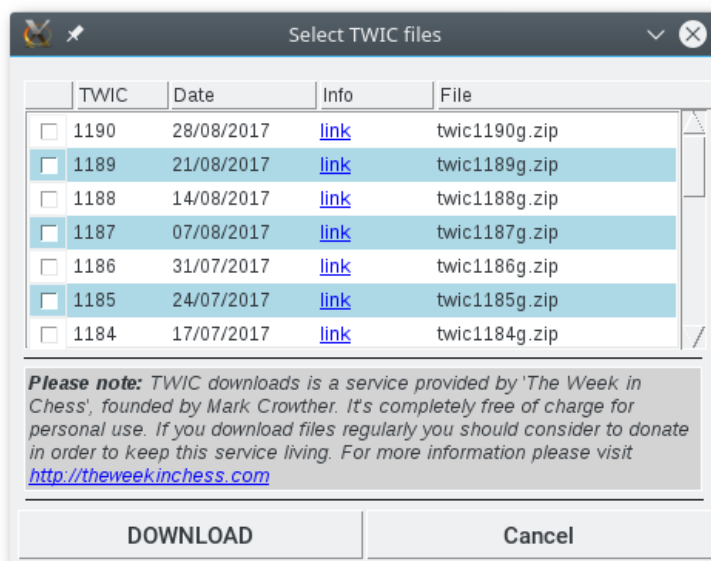 Select TWIC files
TWIC Date Info File
1190 28/08/2017 link twic1190g.zip
1189 21/08/2017 link twic1189g.zip
1188 14/08/2017 link twic1188g.zip
1187 07/08/2017 link twic1187g.zip
1186 31/07/2017 link twic1186g.zip
1185 24/07/2017 link twic1185g.zip
1184 17/07/2017 link twic1184g.zip
Please note: TWIC downloads is a service provided by 'The Week in
Chess', founded by Mark Crowther. It's completely free of charge for
personal use. If you download files regularly you should consider to donate
in order to keep this service living. For more information please visit
http://theweekinchess.com
DOWNLOAD Cancel